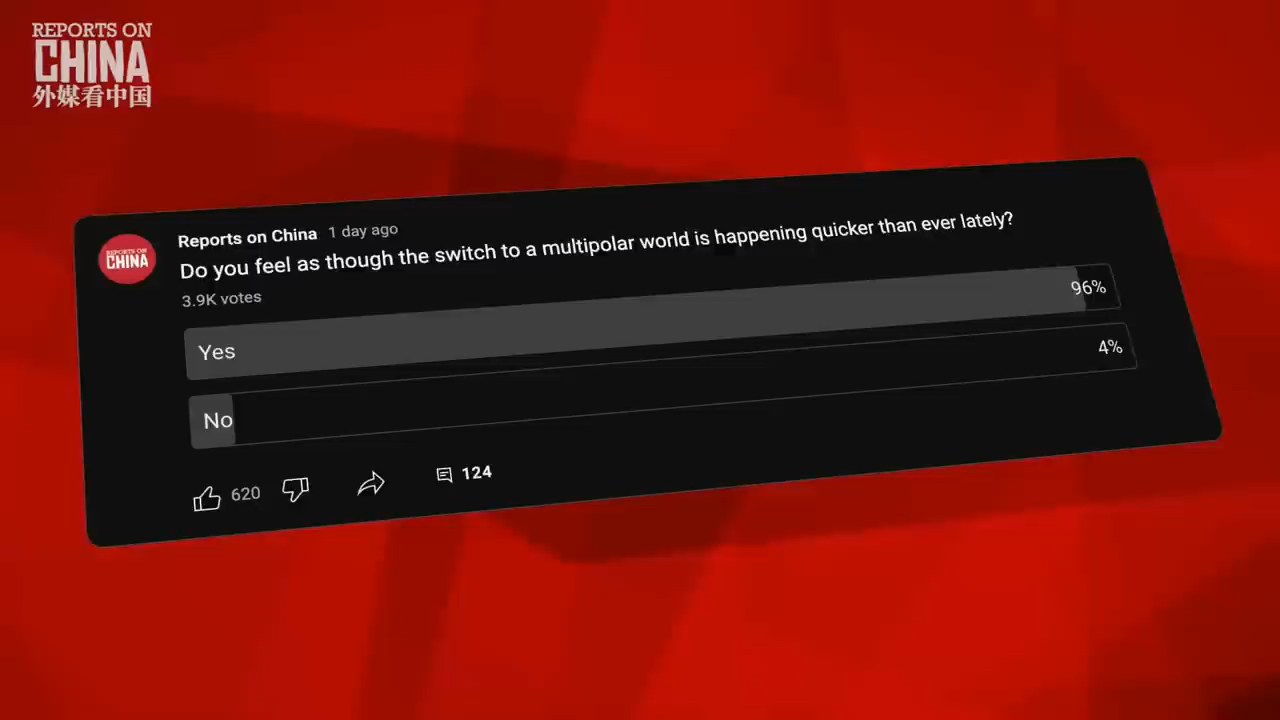 REPORTS ON
CHINA
外媒看中国
REPORTS ON
CHINA
Reports on China 1 day ago
Do you feel as though the switch to a multipolar world is happening quicker than ever lately?
3.9K votes
Yes 96%
No 4%
620 124